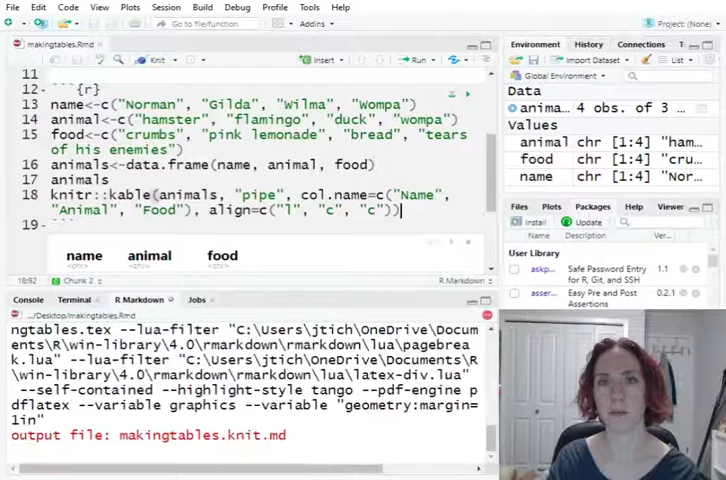 File Edit Code View Plots Session Build Debug Profile Tools Help
Go to file/function Addins Project: (None)
makingtables.Rmd
Knit Insert Run
11
12 ```{r}
13 name<-c("Norman", "Gilda", "Wilma", "Wompa")
14 animal<-c("hamster", "flamingo", "duck", "wompa")
15 food<-c("crumbs", "pink lemonade", "bread", "tears
of his enemies")
16 animals<-data.frame(name, animal, food)
17 animals
18 knitr::kable(animals, "pipe", col.name=c("Name",
"Animal", "Food"), align=c("l", "c", "c"))
19 ```
name animal food
<chr> <chr> <chr>
18:92 Chunk 2 R Markdown
Console Terminal R Markdown Jobs
.../Desktop/makingtables.Rmd
ngtables.tex --lua-filter "C:\Users\jtich\OneDrive\Docum
ents\R\win-library\4.0\rmarkdown\rmarkdown\lua\pagebrea
k.lua" --lua-filter "C:\Users\jtich\OneDrive\Documents\R
\win-library\4.0\rmarkdown\rmarkdown\lua\latex-div.lua"
--self-contained --highlight-style tango --pdf-engine p
dflatex --variable graphics --variable "geometry:margin=
1in"
output file: makingtables.knit.md
Environment History Connections
Import Dataset List
Global Environment
Data
anima... 4 obs. of 3
Values
animal chr [1:4] "ham...
food chr [1:4] "cru...
name chr [1:4] "Nor...
Files Plots Packages Help Viewer
Install Update
Name Description Ver...
User Library
askp... Safe Password Entry 1.1
for R, Git, and SSH
asser... Easy Pre and Post 0.2.1
Assertions